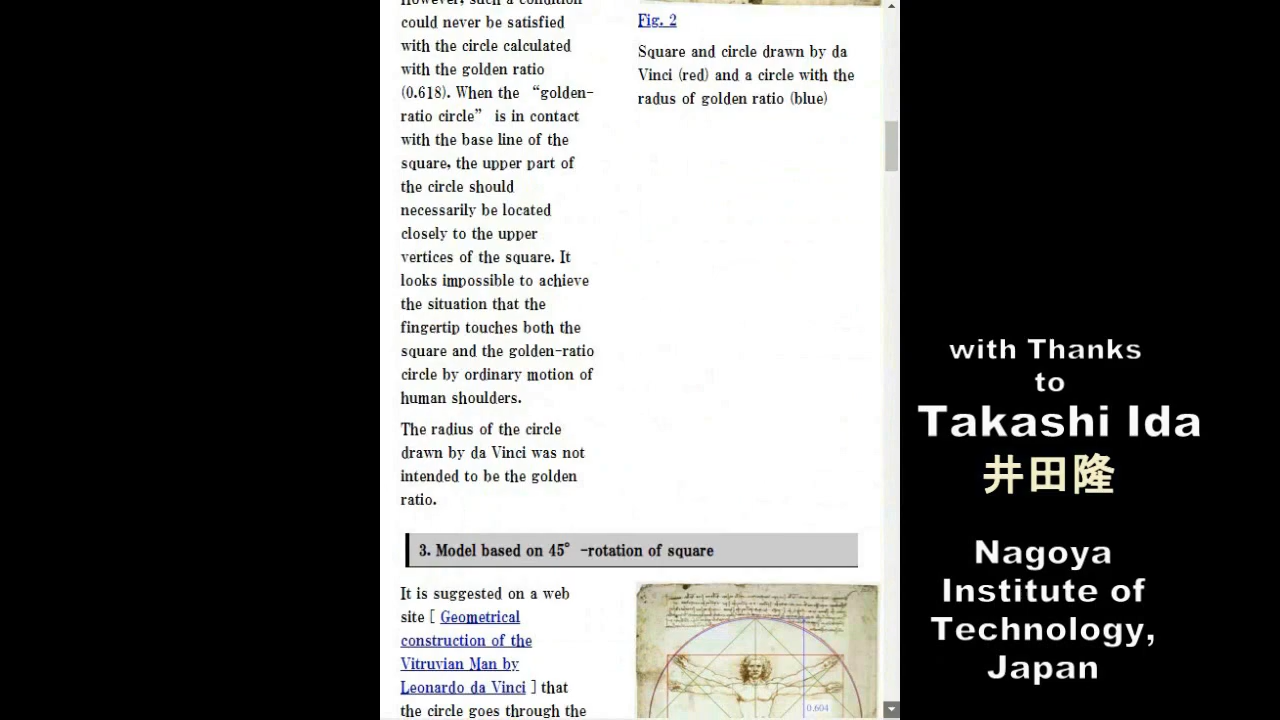 However, such a condition
could never be satisfied
with the circle calculated
with the golden ratio
(0.618). When the “golden-
ratio circle” is in contact
with the base line of the
square, the upper part of
the circle should
necessarily be located
closely to the upper
vertices of the square. It
looks impossible to achieve
the situation that the
fingertip touches both the
square and the golden-ratio
circle by ordinary motion of
human shoulders.
The radius of the circle
drawn by da Vinci was not
intended to be the golden
ratio.
Fig. 2
Square and circle drawn by da
Vinci (red) and a circle with the
radus of golden ratio (blue)
3. Model based on 45° -rotation of square
It is suggested on a web
site [ Geometrical
construction of the
Vitruvian Man by
Leonardo da Vinci ] that
the circle goes through the
0.604
with Thanks
to
Takashi Ida
井田隆
Nagoya
Institute of
Technology,
Japan